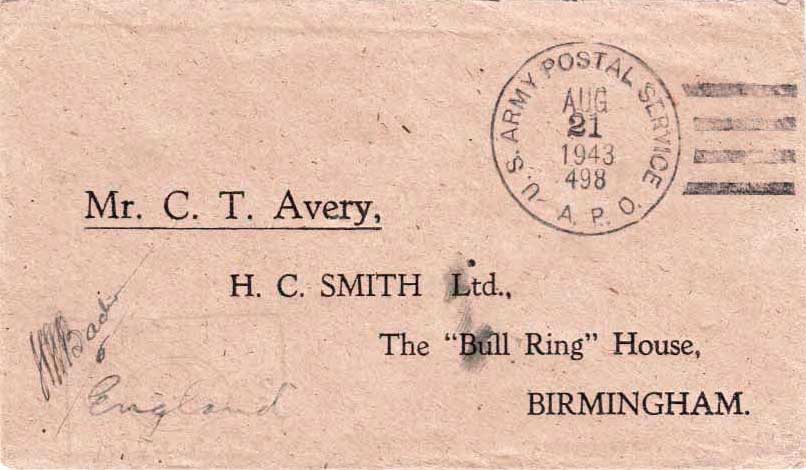 U.S. ARMY POSTAL SERVICE
AUG
21
1943
498
A. P. O.
Mr. C. T. Avery,
H. C. SMITH Ltd.,
The "Bull Ring" House,
BIRMINGHAM.
England